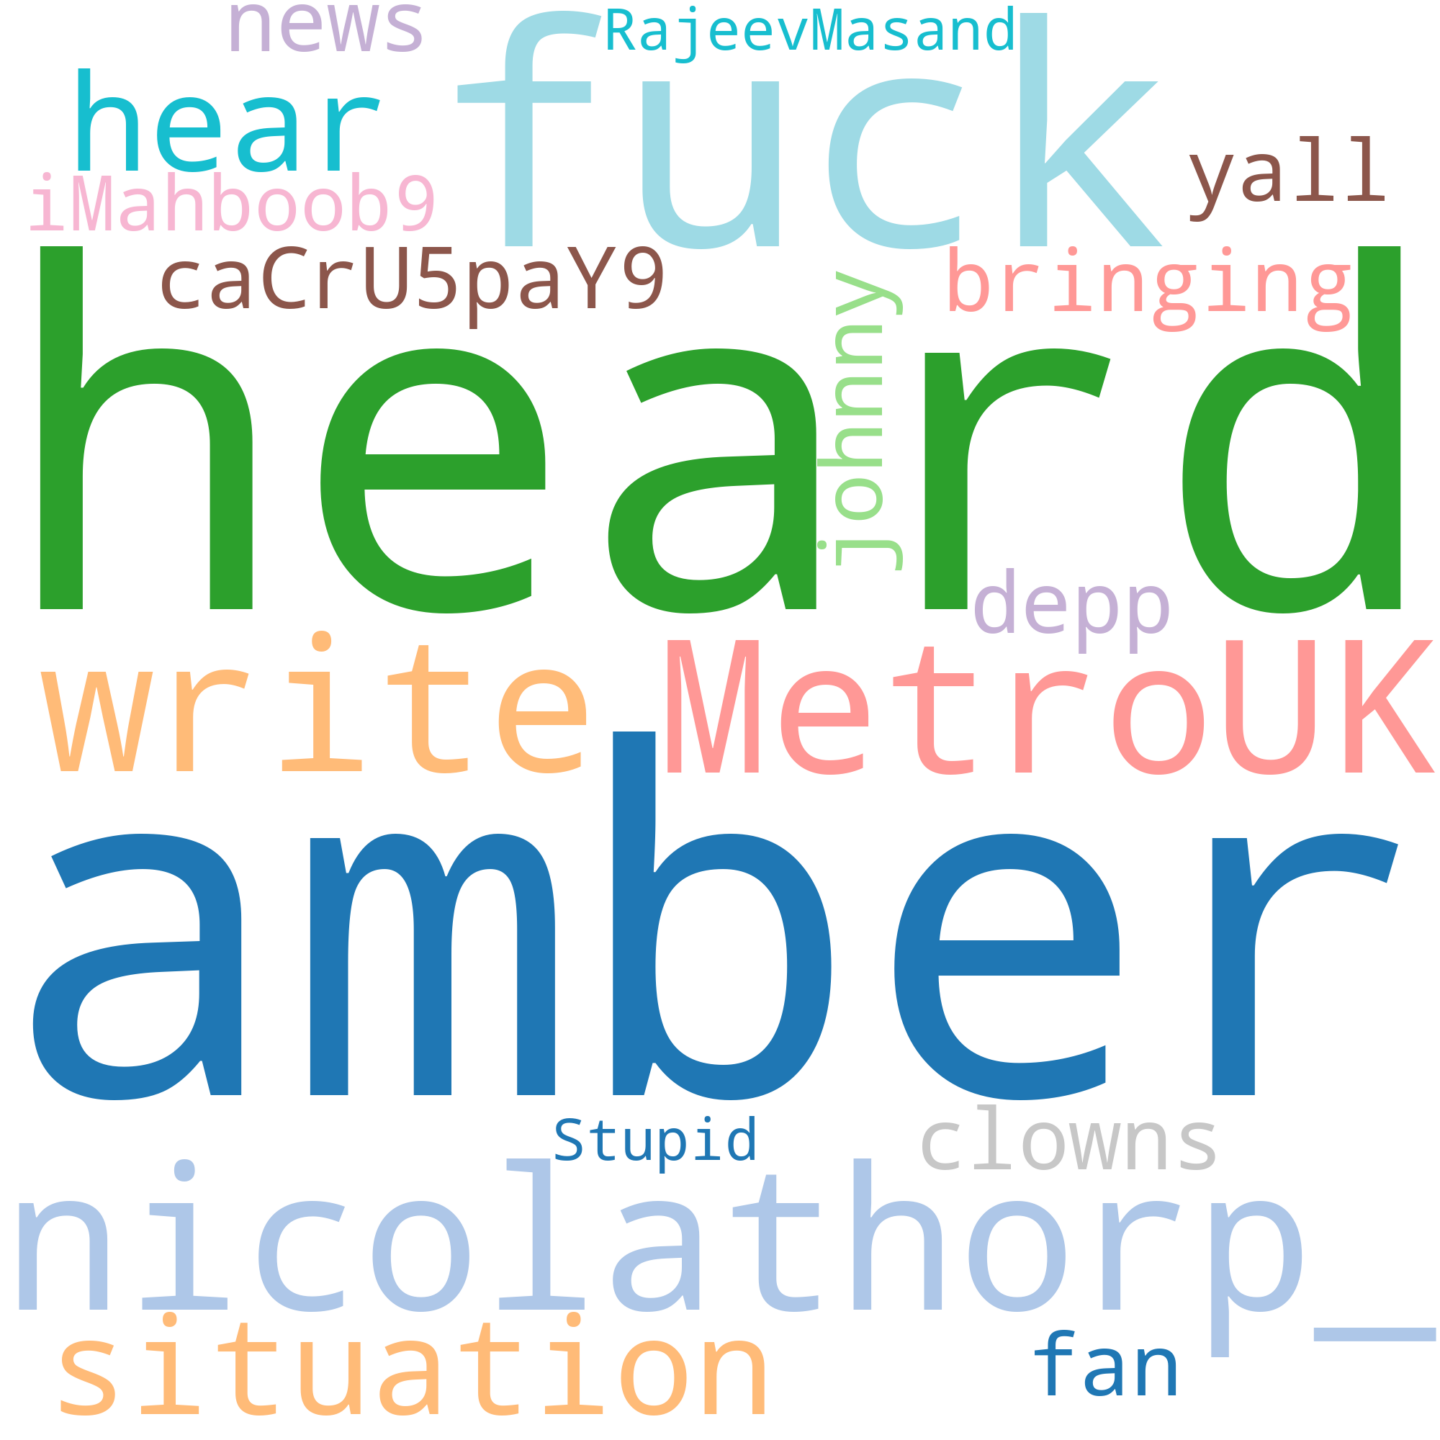 news
RajeevMasand
fuck
hear
yall
iMahboob9
caCrU5paY9
bringing
heard
johnny
depp
write
MetroUK
amber
Stupid
clowns
nicolathorp_
situation
fan